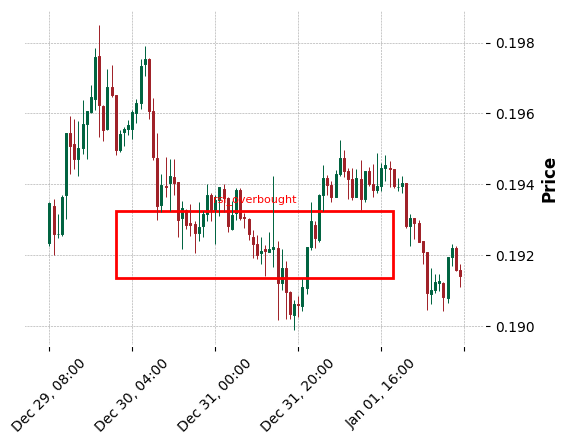 0.198
0.196
0.194
0.192
0.190
Price
rsi_overbought
Dec 29, 08:00
Dec 30, 04:00
Dec 31, 00:00
Dec 31, 20:00
Jan 01, 16:00